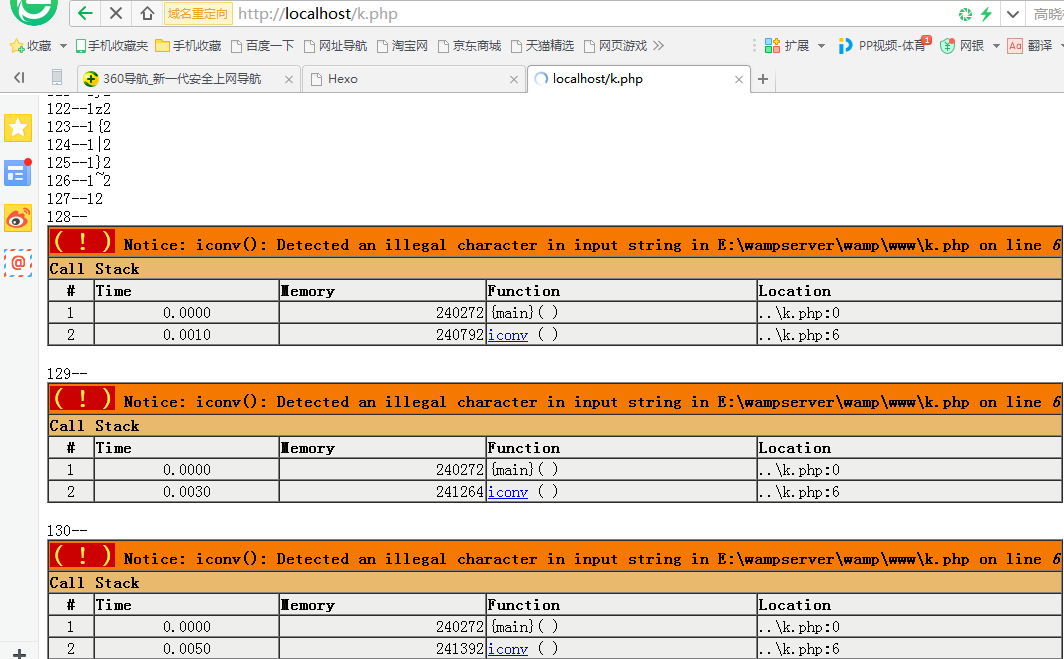 域名重定向 http://localhost/k.php 高晓
收藏 手机收藏夹 手机收藏 百度一下 网址导航 淘宝网 京东商城 天猫精选 网页游戏 扩展 PP视频-体育 1 网银 Aa 翻译
360导航_新一代安全上网导航 Hexo localhost/k.php
122--1z2
123--1{2
124--1|2
125--1}2
126--1~2
127--12
128--
( ! ) Notice: iconv(): Detected an illegal character in input string in E:\wampserver\wamp\www\k.php on line 6
Call Stack
# Time Memory Function Location
1 0.0000 240272 {main}( ) ..\k.php:0
2 0.0010 240792 iconv ( ) ..\k.php:6
129--
( ! ) Notice: iconv(): Detected an illegal character in input string in E:\wampserver\wamp\www\k.php on line 6
Call Stack
# Time Memory Function Location
1 0.0000 240272 {main}( ) ..\k.php:0
2 0.0030 241264 iconv ( ) ..\k.php:6
130--
( ! ) Notice: iconv(): Detected an illegal character in input string in E:\wampserver\wamp\www\k.php on line 6
Call Stack
# Time Memory Function Location
1 0.0000 240272 {main}( ) ..\k.php:0
2 0.0050 241392 iconv ( ) ..\k.php:6